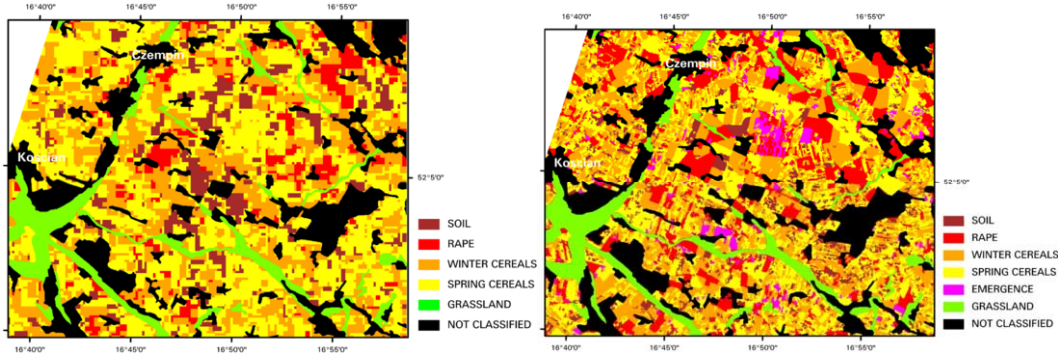 16°40'0" 16°45'0" 16°50'0" 16°55'0"
Czempin
Koscian
52°5'0"
SOIL
RAPE
WINTER CEREALS
SPRING CEREALS
GRASSLAND
NOT CLASSIFIED
16°40'0" 16°45'0" 16°50'0" 16°55'0"
16°40'0" 16°45'0" 16°50'0" 16°55'0"
Czempin
Koscian
52°5'0"
SOIL
RAPE
WINTER CEREALS
SPRING CEREALS
EMERGENCE
GRASSLAND
NOT CLASSIFIED
16°40'0" 16°45'0" 16°50'0" 16°55'0"